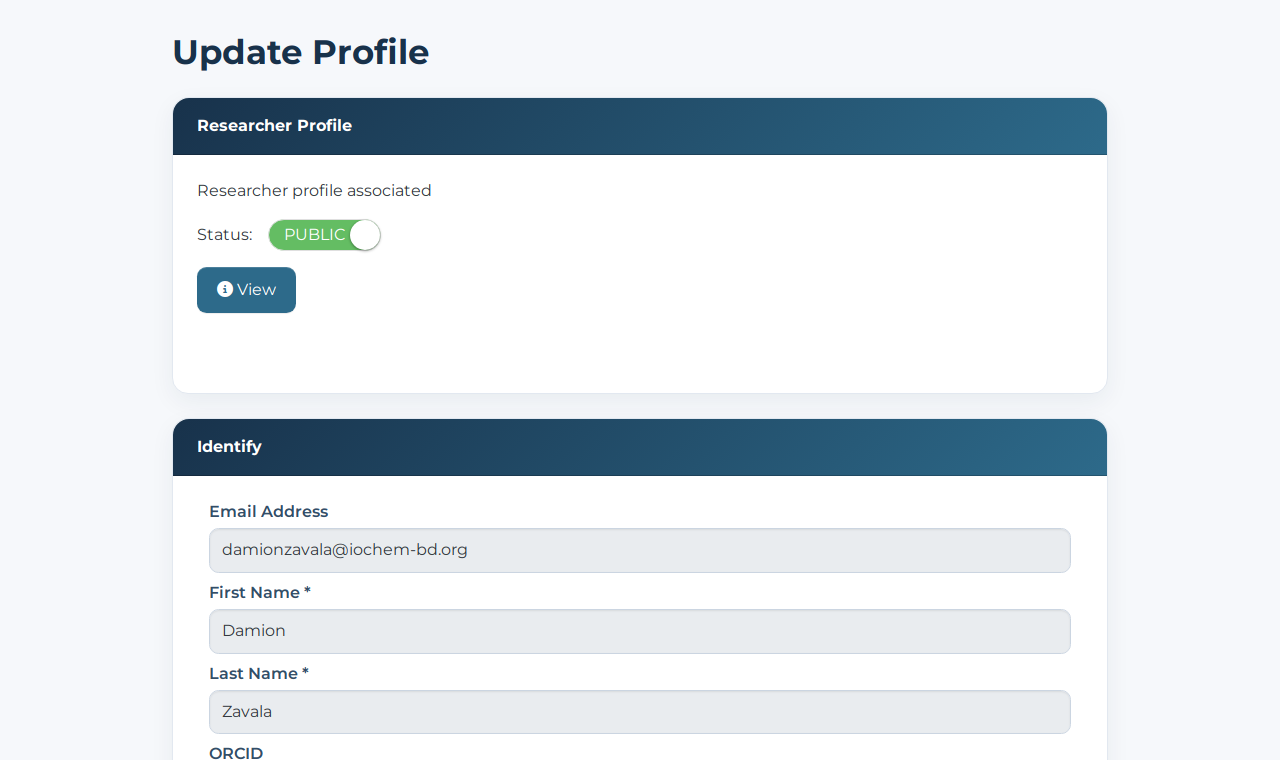 Update Profile
Researcher Profile
Researcher profile associated
Status: PUBLIC
View
Identify
Email Address
damionzavala@iochem-bd.org
First Name *
Damion
Last Name *
Zavala
ORCID